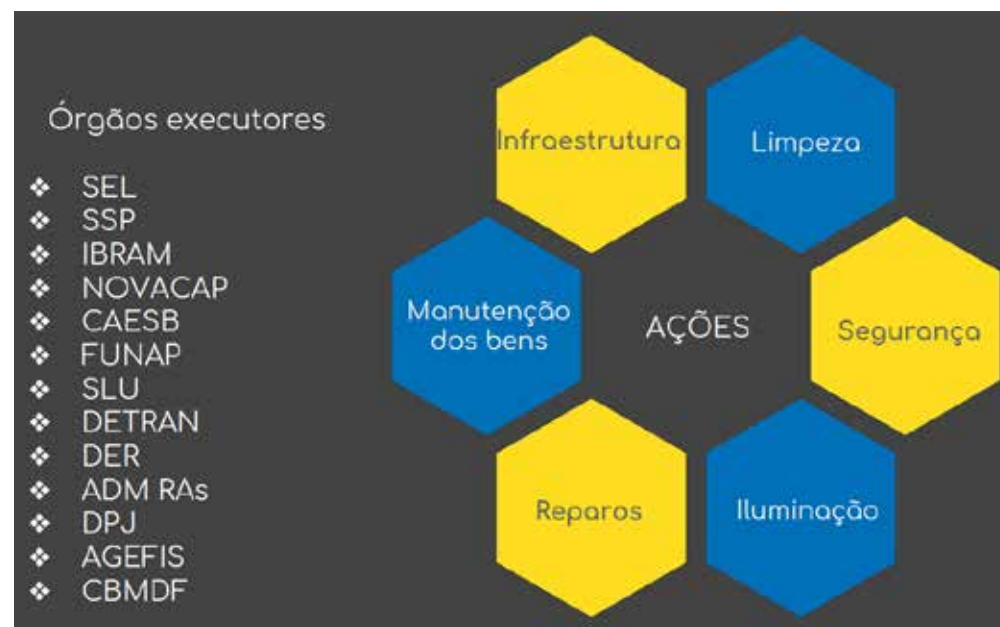 Órgãos executores
❖ SEL
❖ SSP
❖ IBRAM
❖ NOVACAP
❖ CAESB
❖ FUNAP
❖ SLU
❖ DETRAN
❖ DER
❖ ADM RAs
❖ DPJ
❖ AGEFIS
❖ CBMDF
Infraestrutura
Limpeza
Manutenção
dos bens
AÇÕES
Segurança
Reparos
Iluminação